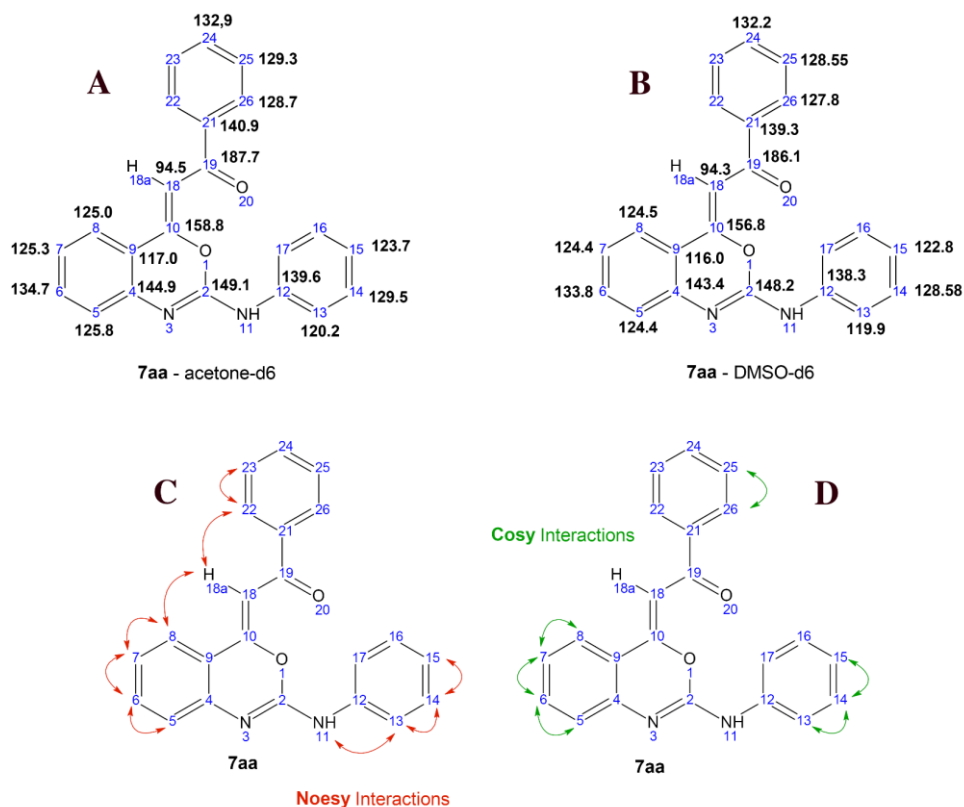 132,9
24
23 25 129.3
A
22 26 128.7
21
140.9
H 94.5 19 187.7
18a 18 O
20
125.0 8 10 158.8 16
125.3 7 9 O 17 15 123.7
117.0 1 139.6
134.7 6 4 144.9 2 149.1 12 14 129.5
5 N NH 13
125.8 3 11 120.2
7aa - acetone-d6
132.2
24
23 25 128.55
B
22 26 127.8
21
139.3
H 94.3 19 186.1
18a 18 O
20
124.5 8 10 156.8 16
124.4 7 9 O 17 15 122.8
116.0 1 138.3
133.8 6 4 143.4 2 148.2 12 14 128.58
5 N NH 13
124.4 3 11 119.9
7aa - DMSO-d6
24
23 25
C
22 26
21
H 19
18a 18 O
20
8 10 16
7 9 O 17 15
1
6 4 2 12 14
5 N NH 13
3 11
7aa
Noesy Interactions
24
23 25
D
22 26
21
Cosy Interactions
H 19
18a 18 O
20
8 10 16
7 9 O 17 15
1
6 4 2 12 14
5 N NH 13
3 11
7aa